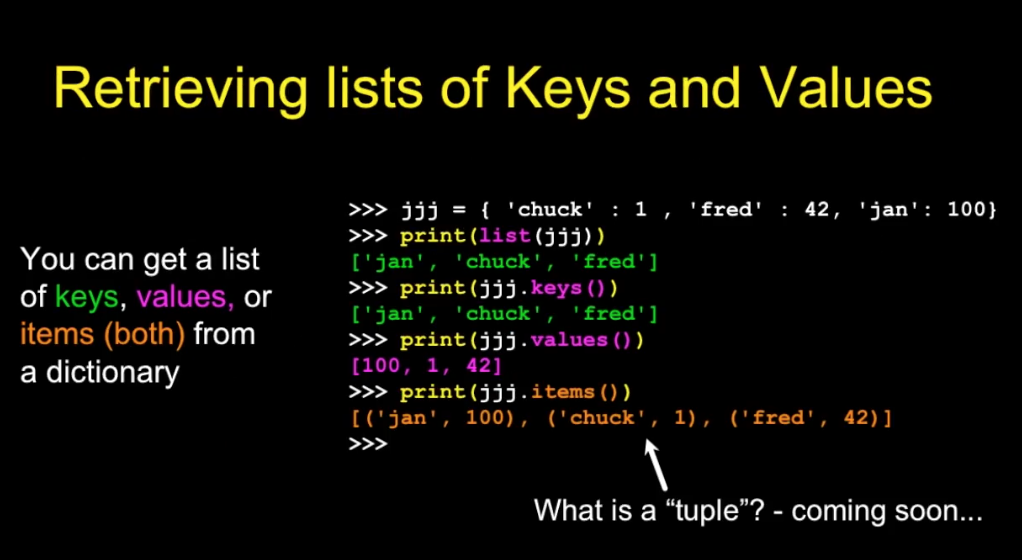 Retrieving lists of Keys and Values
You can get a list
of keys, values, or
items (both) from
a dictionary
>>> jjj = { 'chuck' : 1 , 'fred' : 42, 'jan': 100}
>>> print(list(jjj))
['jan', 'chuck', 'fred']
>>> print(jjj.keys())
['jan', 'chuck', 'fred']
>>> print(jjj.values())
[100, 1, 42]
>>> print(jjj.items())
[('jan', 100), ('chuck', 1), ('fred', 42)]
>>>
What is a “tuple”? - coming soon...